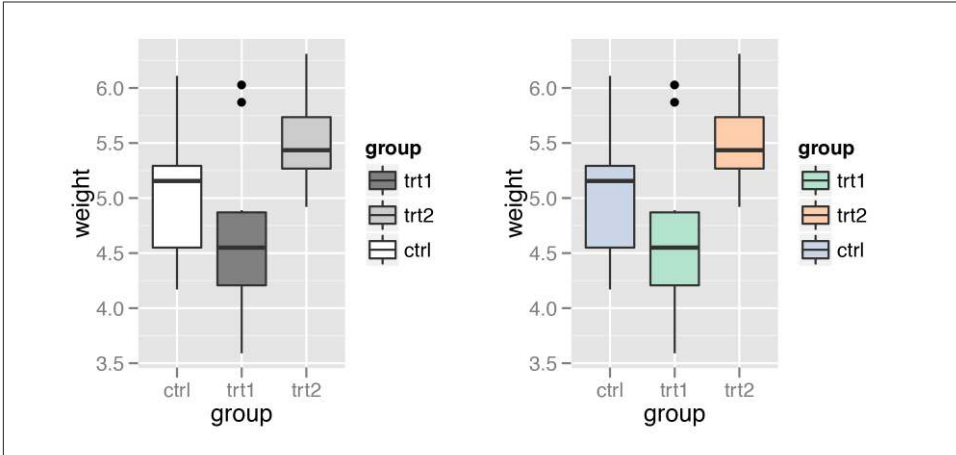 6.0
5.5
5.0
4.5
4.0
3.5
weight
ctrl trt1 trt2
group
group
trt1
trt2
ctrl
6.0
5.5
5.0
4.5
4.0
3.5
weight
ctrl trt1 trt2
group
group
trt1
trt2
ctrl